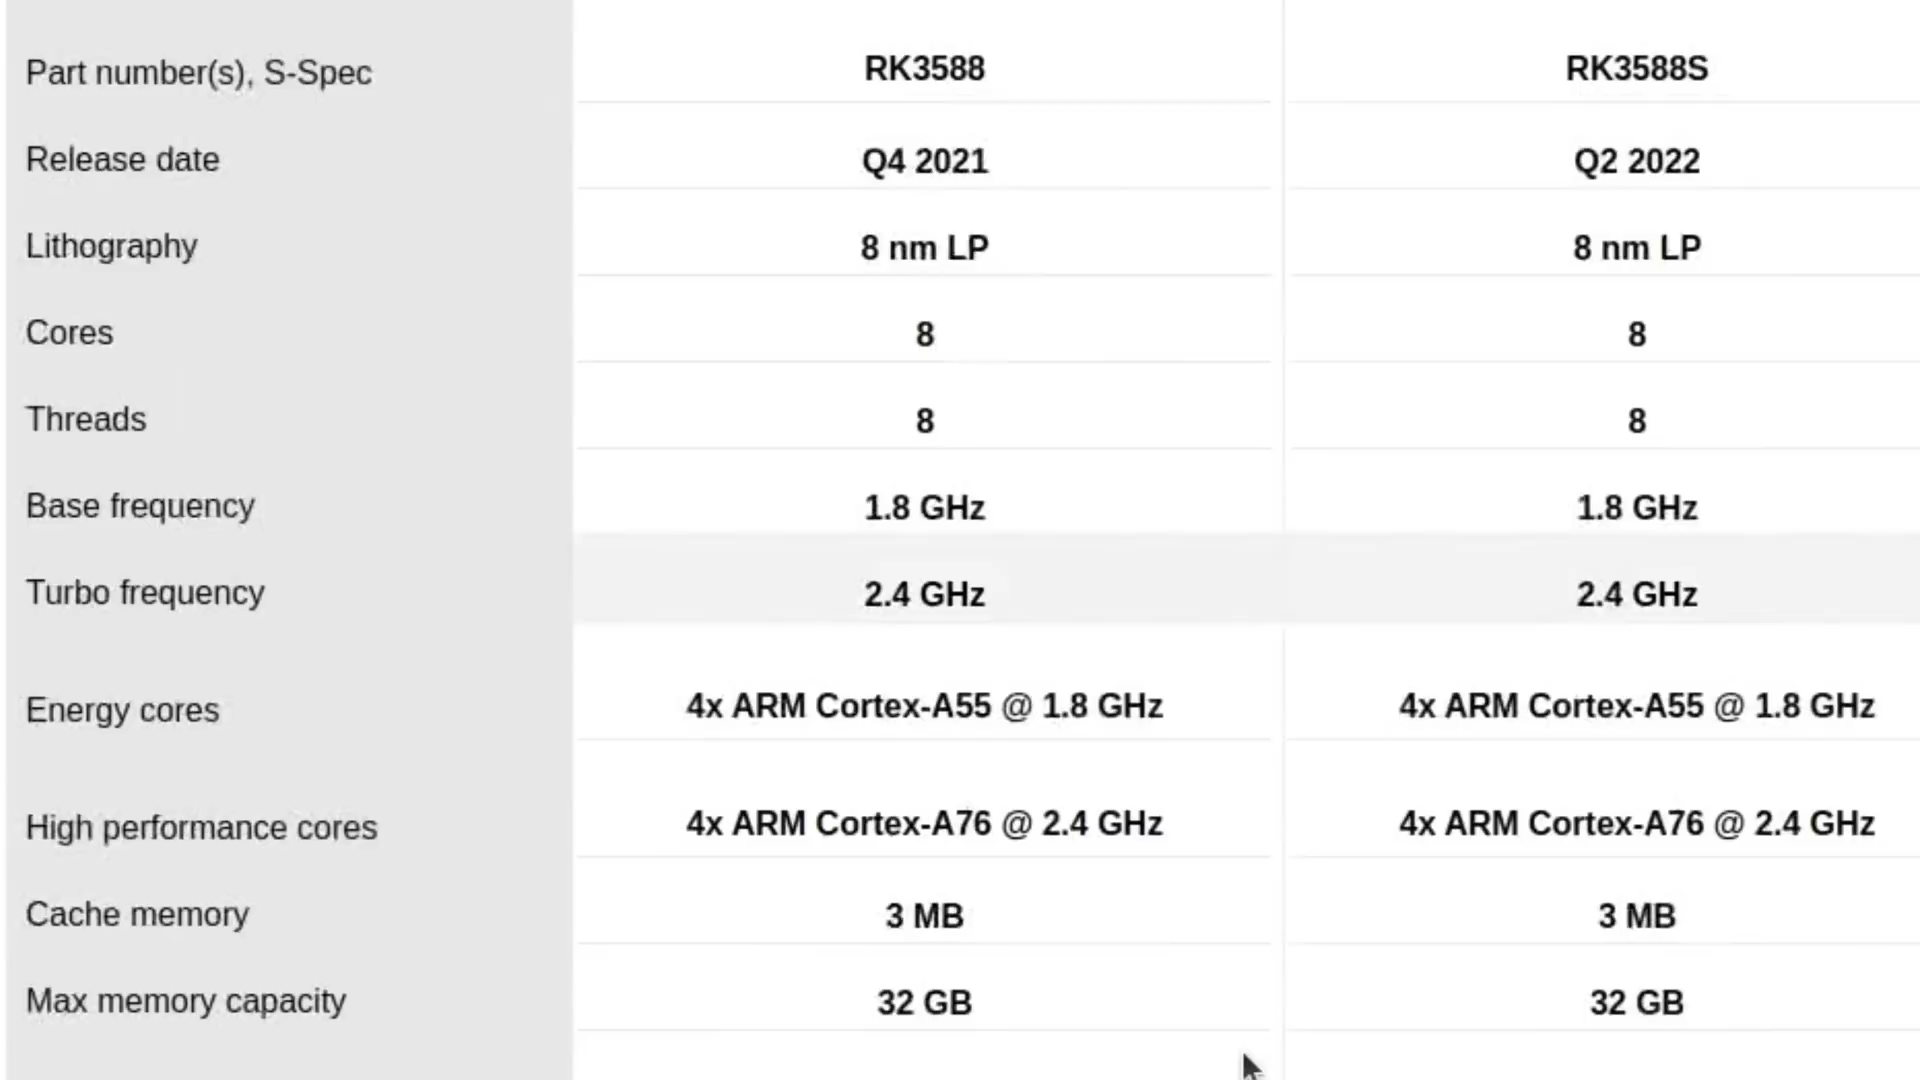 Part number(s), S-Spec RK3588 RK3588S
Release date Q4 2021 Q2 2022
Lithography 8 nm LP 8 nm LP
Cores 8 8
Threads 8 8
Base frequency 1.8 GHz 1.8 GHz
Turbo frequency 2.4 GHz 2.4 GHz
Energy cores 4x ARM Cortex-A55 @ 1.8 GHz 4x ARM Cortex-A55 @ 1.8 GHz
High performance cores 4x ARM Cortex-A76 @ 2.4 GHz 4x ARM Cortex-A76 @ 2.4 GHz
Cache memory 3 MB 3 MB
Max memory capacity 32 GB 32 GB